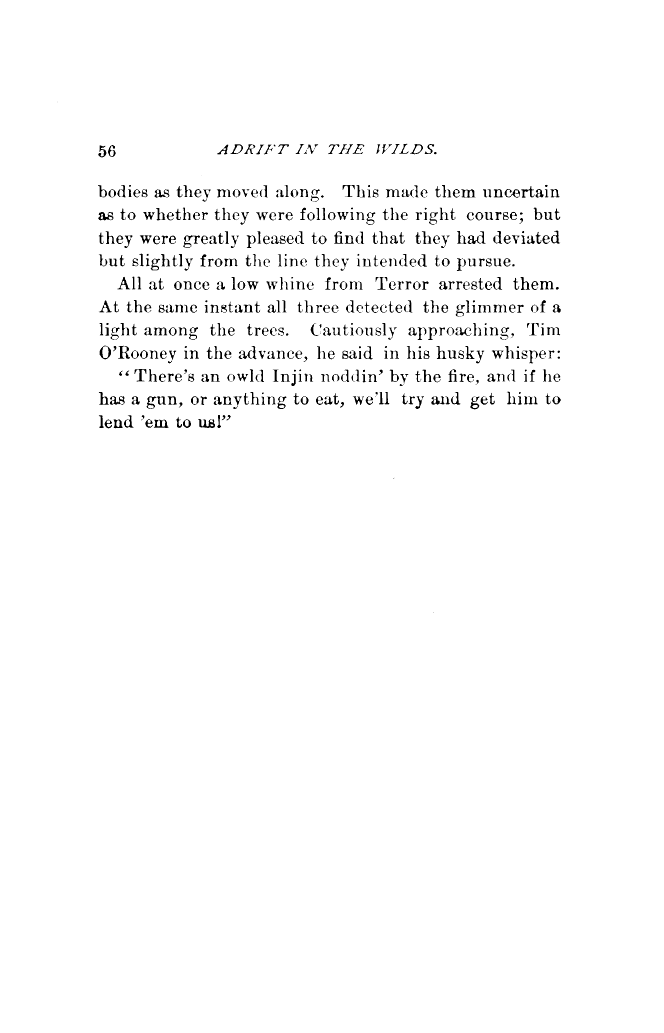 56 ADRIFT IN THE WILDS.
bodies as they moved along. This made them uncertain
as to whether they were following the right course; but
they were greatly pleased to find that they had deviated
but slightly from the line they intended to pursue.
All at once a low whine from Terror arrested them.
At the same instant all three detected the glimmer of a
light among the trees. Cautiously approaching, Tim
O’Rooney in the advance, he said in his husky whisper:
“There’s an owld Injin noddin’ by the fire, and if he
has a gun, or anything to eat, we’ll try and get him to
lend ’em to us!”